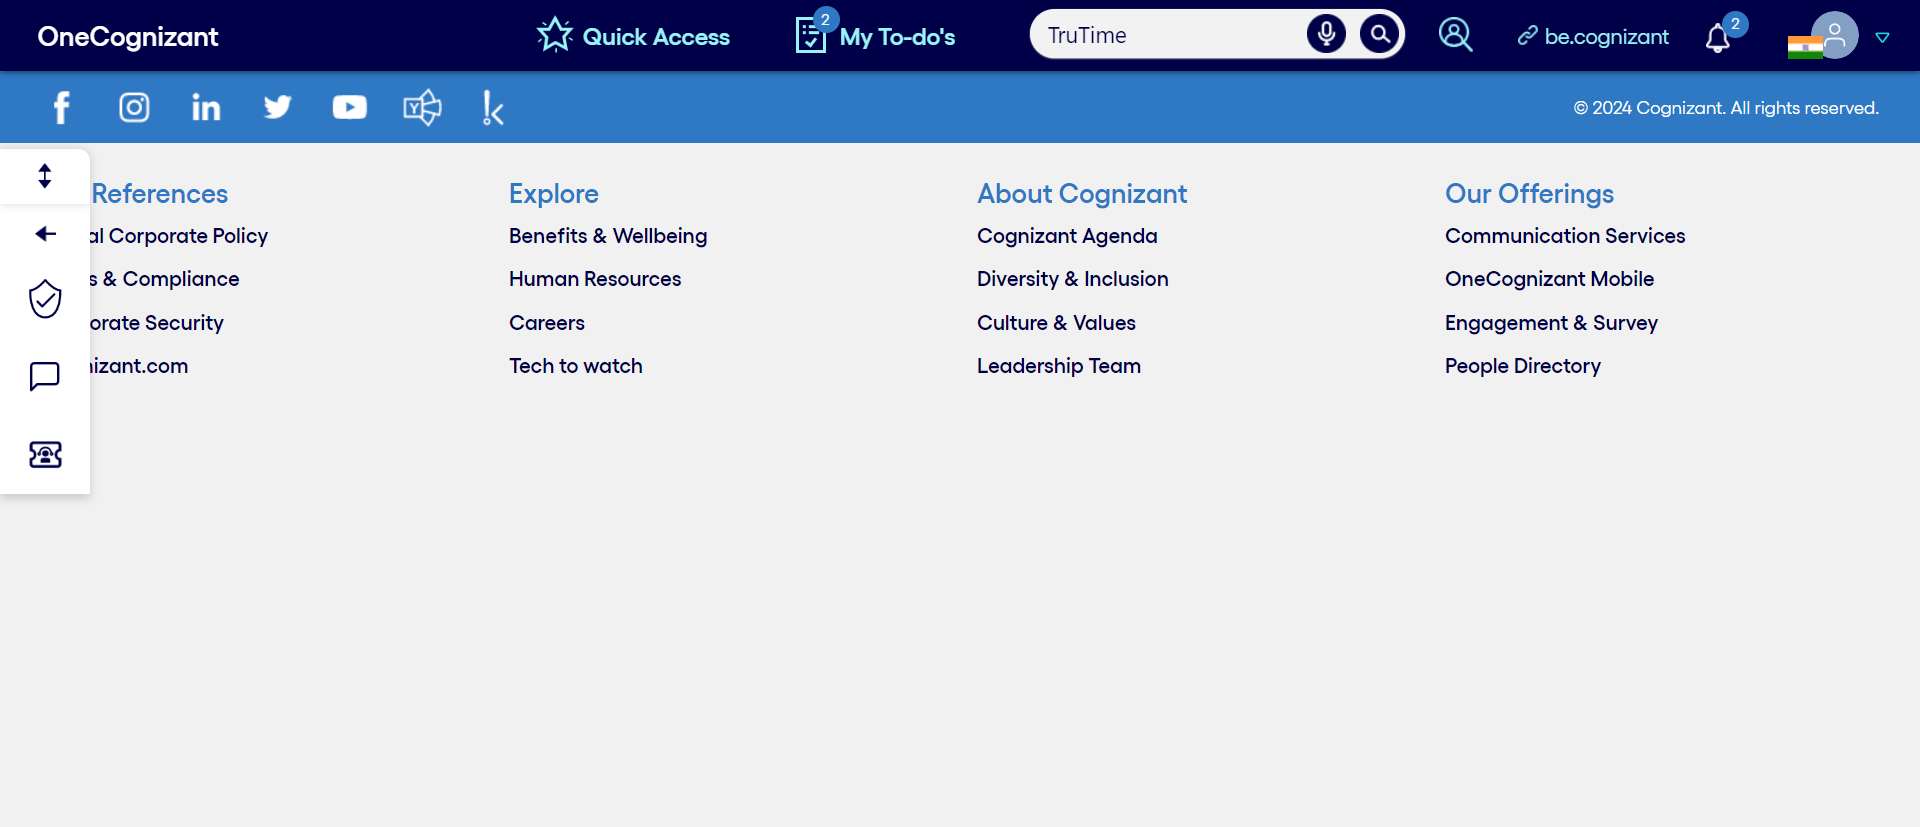 OneCognizant
Quick Access
2
My To-do's
TruTime
be.cognizant
2
© 2024 Cognizant. All rights reserved.
References
Explore
About Cognizant
Our Offerings
al Corporate Policy
Benefits & Wellbeing
Cognizant Agenda
Communication Services
s & Compliance
Human Resources
Diversity & Inclusion
OneCognizant Mobile
orate Security
Careers
Culture & Values
Engagement & Survey
nizant.com
Tech to watch
Leadership Team
People Directory